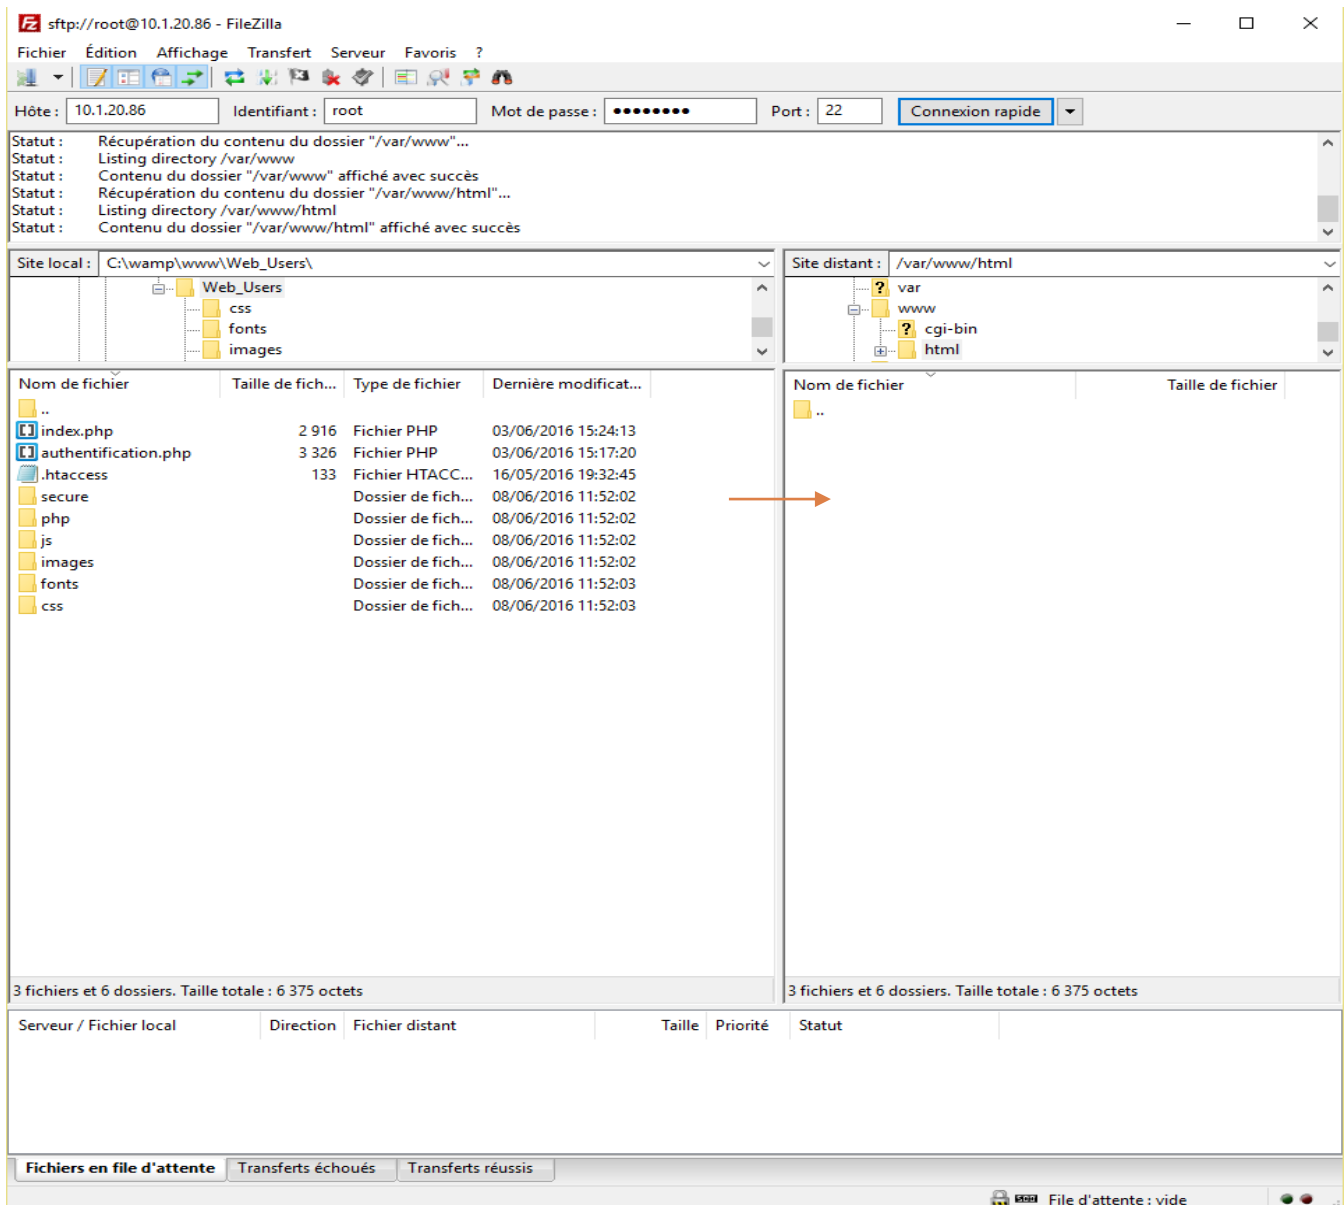 sftp://root@10.1.20.86 - FileZilla
Fichier Édition Affichage Transfert Serveur Favoris ?
Hôte : 10.1.20.86 Identifiant : root Mot de passe : ●●●●●●●● Port : 22 Connexion rapide
Statut : Récupération du contenu du dossier "/var/www"...
Statut : Listing directory /var/www
Statut : Contenu du dossier "/var/www" affiché avec succès
Statut : Récupération du contenu du dossier "/var/www/html"...
Statut : Listing directory /var/www/html
Statut : Contenu du dossier "/var/www/html" affiché avec succès
Site local : C:\wamp\www\Web_Users\
Web_Users
css
fonts
images
Site distant : /var/www/html
? var
www
? cgi-bin
html
Nom de fichier Taille de fich... Type de fichier Dernière modificat...
..
index.php 2 916 Fichier PHP 03/06/2016 15:24:13
authentification.php 3 326 Fichier PHP 03/06/2016 15:17:20
.htaccess 133 Fichier HTACC... 16/05/2016 19:32:45
secure Dossier de fich... 08/06/2016 11:52:02
php Dossier de fich... 08/06/2016 11:52:02
js Dossier de fich... 08/06/2016 11:52:02
images Dossier de fich... 08/06/2016 11:52:02
fonts Dossier de fich... 08/06/2016 11:52:03
css Dossier de fich... 08/06/2016 11:52:03
3 fichiers et 6 dossiers. Taille totale : 6 375 octets
Nom de fichier Taille de fichier
..
3 fichiers et 6 dossiers. Taille totale : 6 375 octets
Serveur / Fichier local Direction Fichier distant Taille Priorité Statut
Fichiers en file d'attente Transferts échoués Transferts réussis
File d'attente : vide